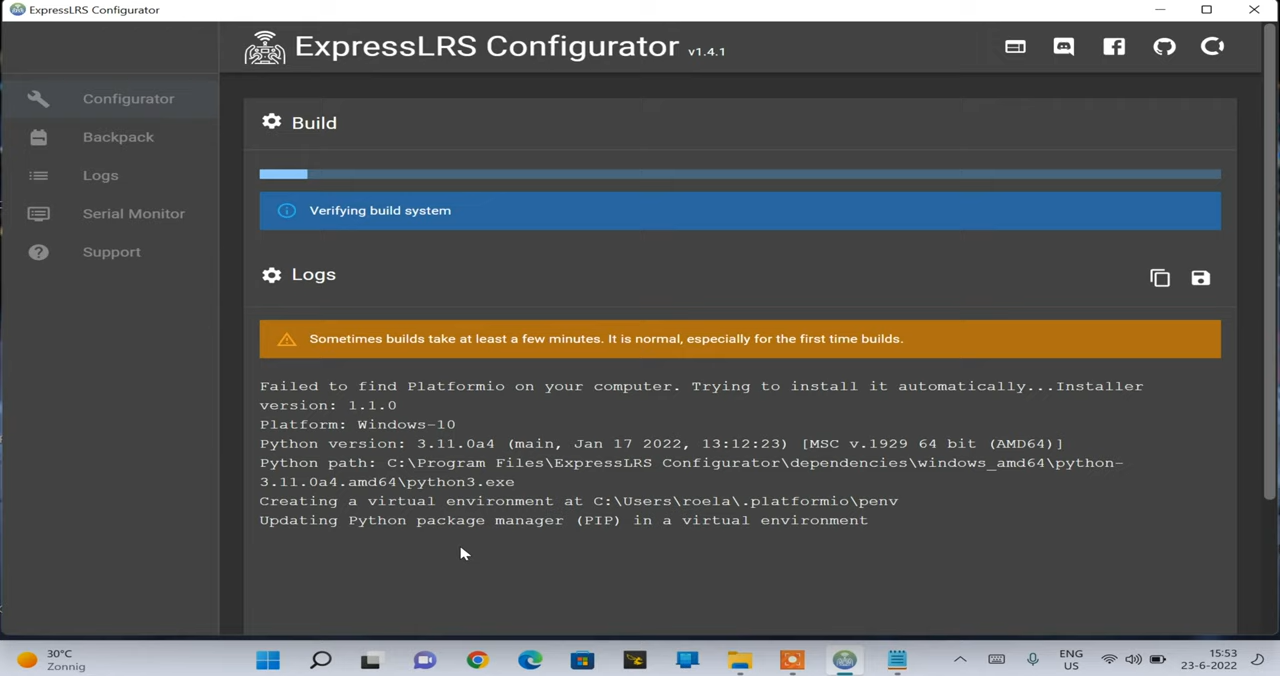 ExpressLRS Configurator
ExpressLRS Configurator v1.4.1
Configurator
Backpack
Logs
Serial Monitor
Support
Build
Verifying build system
Logs
Sometimes builds take at least a few minutes. It is normal, especially for the first time builds.
Failed to find Platformio on your computer. Trying to install it automatically...Installer
version: 1.1.0
Platform: Windows-10
Python version: 3.11.0a4 (main, Jan 17 2022, 13:12:23) [MSC v.1929 64 bit (AMD64)]
Python path: C:\Program Files\ExpressLRS Configurator\dependencies\windows_amd64\python-
3.11.0a4.amd64\python3.exe
Creating a virtual environment at C:\Users\roela\.platformio\penv
Updating Python package manager (PIP) in a virtual environment
30°C
Zonnig
ENG
US
15:53
23-6-2022